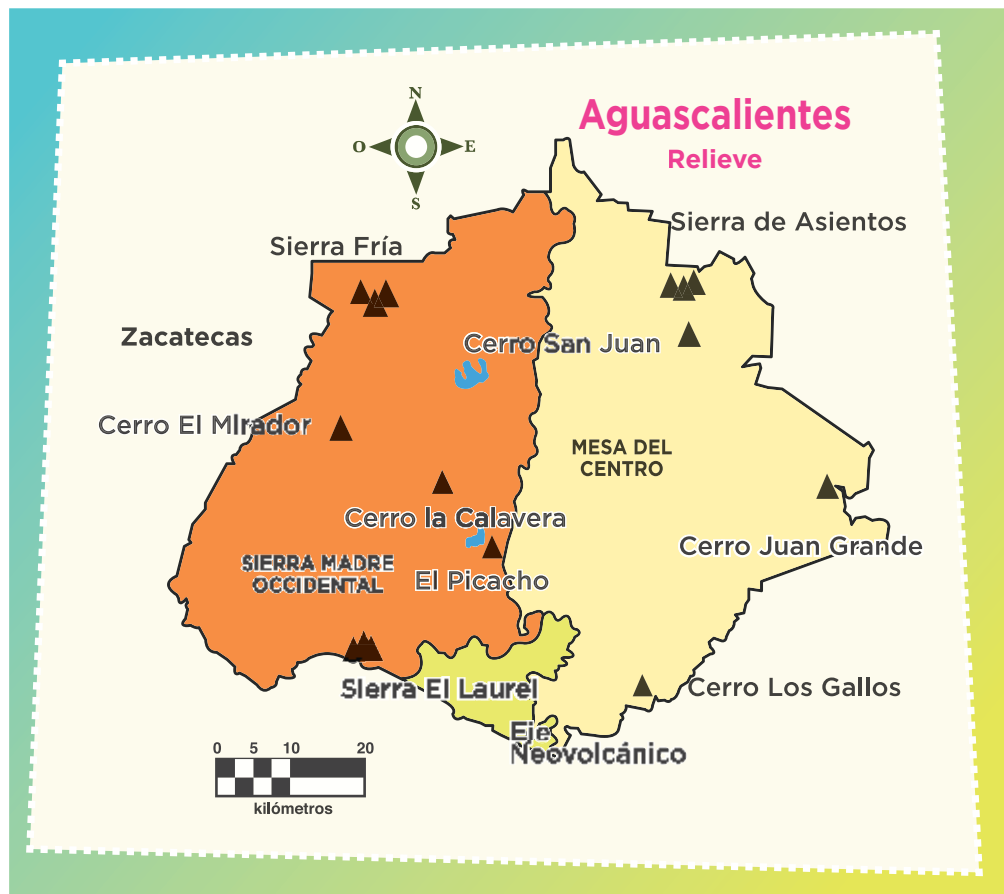 N
O
E
S
Aguascalientes
Relieve
Sierra de Asientos
Sierra Fría
Zacatecas
Cerro San Juan
Cerro El MIrador
MESA DEL
CENTRO
Cerro la Calavera
Cerro Juan Grande
SIERRA MADRE
OCCIDENTAL
El Picacho
Sierra El Laurel
Cerro Los Gallos
Eje
Neovolcánico
0 5 10 20
kilómetros